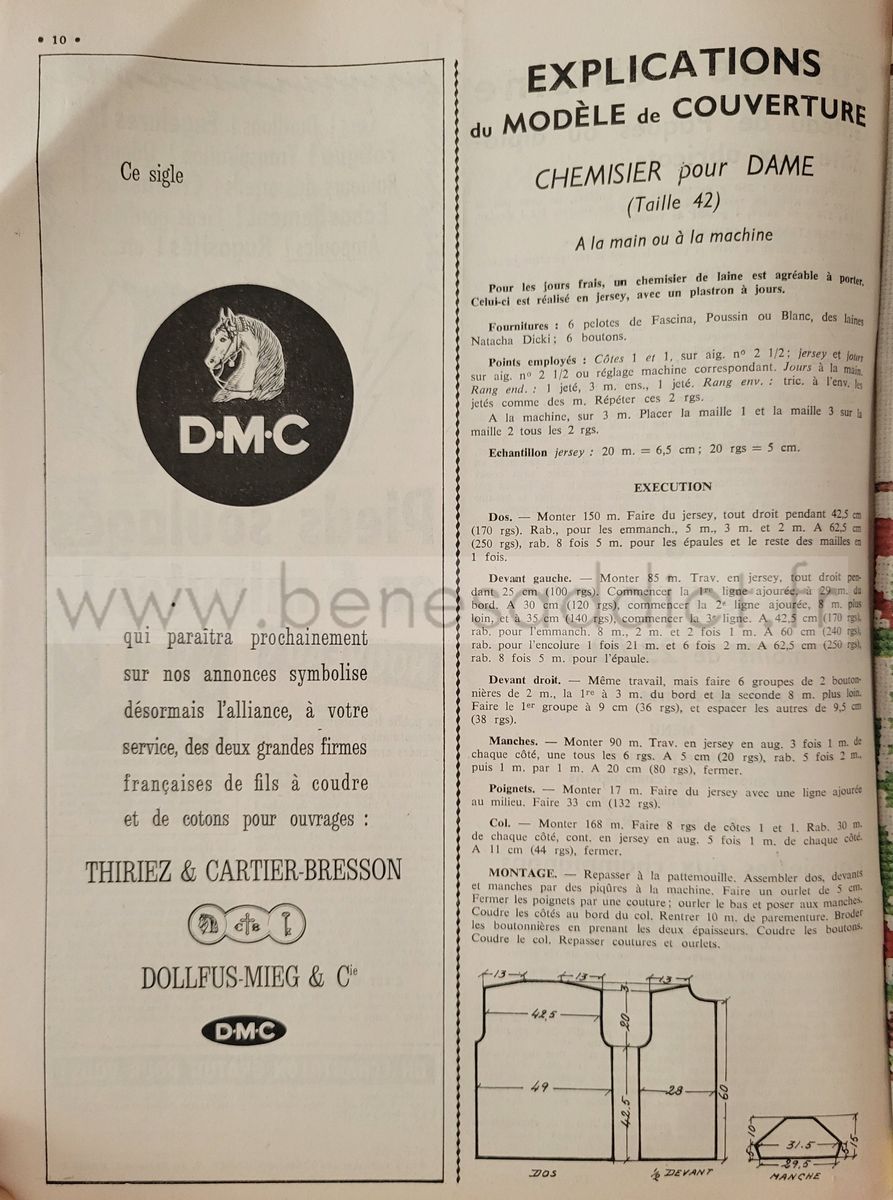 • 10 •
Ce sigle
D·M·C
qui paraîtra prochainement
sur nos annonces symbolise
désormais l'alliance, à votre
service, des deux grandes firmes
françaises de fils à coudre
et de cotons pour ouvrages :
THIRIEZ & CARTIER-BRESSON
C B
DOLLFUS-MIEG & Cie
D·M·C
EXPLICATIONS
du MODÈLE de COUVERTURE
CHEMISIER pour DAME
(Taille 42)
A la main ou à la machine
Pour les jours frais, un chemisier de laine est agréable à porter.
Celui-ci est réalisé en jersey, avec un plastron à jours.
Fournitures : 6 pelotes de Fascina, Poussin ou Blanc, des laines
Natacha Dicki ; 6 boutons.
Points employés : Côtes 1 et 1, sur aig. nº 2 1/2 ; jersey et jours
sur aig. nº 2 1/2 ou réglage machine correspondant. Jours à la main.
Rang end. : 1 jeté, 3 m. ens., 1 jeté. Rang env. : tric. à l'env. les
jetés comme des m. Répéter ces 2 rgs.
A la machine, sur 3 m. Placer la maille 1 et la maille 3 sur la
maille 2 tous les 2 rgs.
Echantillon jersey : 20 m. = 6,5 cm ; 20 rgs = 5 cm.
EXECUTION
Dos. — Monter 150 m. Faire du jersey, tout droit pendant 42,5 cm
(170 rgs). Rab., pour les emmanch., 5 m., 3 m. et 2 m. A 62,5 cm
(250 rgs), rab. 8 fois 5 m. pour les épaules et le reste des mailles en
1 fois.
Devant gauche. — Monter 85 m. Trav. en jersey, tout droit pen-
dant 25 cm (100 rgs). Commencer la 1re ligne ajourée, à 29 m. du
bord. A 30 cm (120 rgs), commencer la 2e ligne ajourée, 8 m. plus
loin, et à 35 cm (140 rgs), commencer la 3e ligne. A 42,5 cm (170 rgs),
rab. pour l'emmanch. 8 m., 2 m. et 2 fois 1 m. A 60 cm (240 rgs),
rab. pour l'encolure 1 fois 21 m. et 6 fois 2 m. A 62,5 cm (250 rgs),
rab. 8 fois 5 m. pour l'épaule.
Devant droit. — Même travail, mais faire 6 groupes de 2 bouton-
nières de 2 m., la 1re à 3 m. du bord et la seconde 8 m. plus loin.
Faire le 1er groupe à 9 cm (36 rgs), et espacer les autres de 9,5 cm
(38 rgs).
Manches. — Monter 90 m. Trav. en jersey en aug. 3 fois 1 m. de
chaque côté, une tous les 6 rgs. A 5 cm (20 rgs), rab. 5 fois 2 m.,
puis 1 m. par 1 m. A 20 cm (80 rgs), fermer.
Poignets. — Monter 17 m. Faire du jersey avec une ligne ajourée
au milieu. Faire 33 cm (132 rgs).
Col. — Monter 168 m. Faire 8 rgs de côtes 1 et 1. Rab. 30 m.
de chaque côté, cont. en jersey en aug. 5 fois 1 m. de chaque côté.
A 11 cm (44 rgs), fermer.
MONTAGE. — Repasser à la pattemouille. Assembler dos, devants
et manches par des piqûres à la machine. Faire un ourlet de 5 cm.
Fermer les poignets par une couture ; ourler le bas et poser aux manches.
Coudre les côtés au bord du col. Rentrer 10 m. de parementure. Broder
les boutonnières en prenant les deux épaisseurs. Coudre les boutons.
Coudre le col. Repasser coutures et ourlets.
13 13 13
3
42,5 20
49 28 60
42.5
DOS ½ DEVANT
10 15
31.5
5
29,5
MANCHE
www.benesoddiet.fr